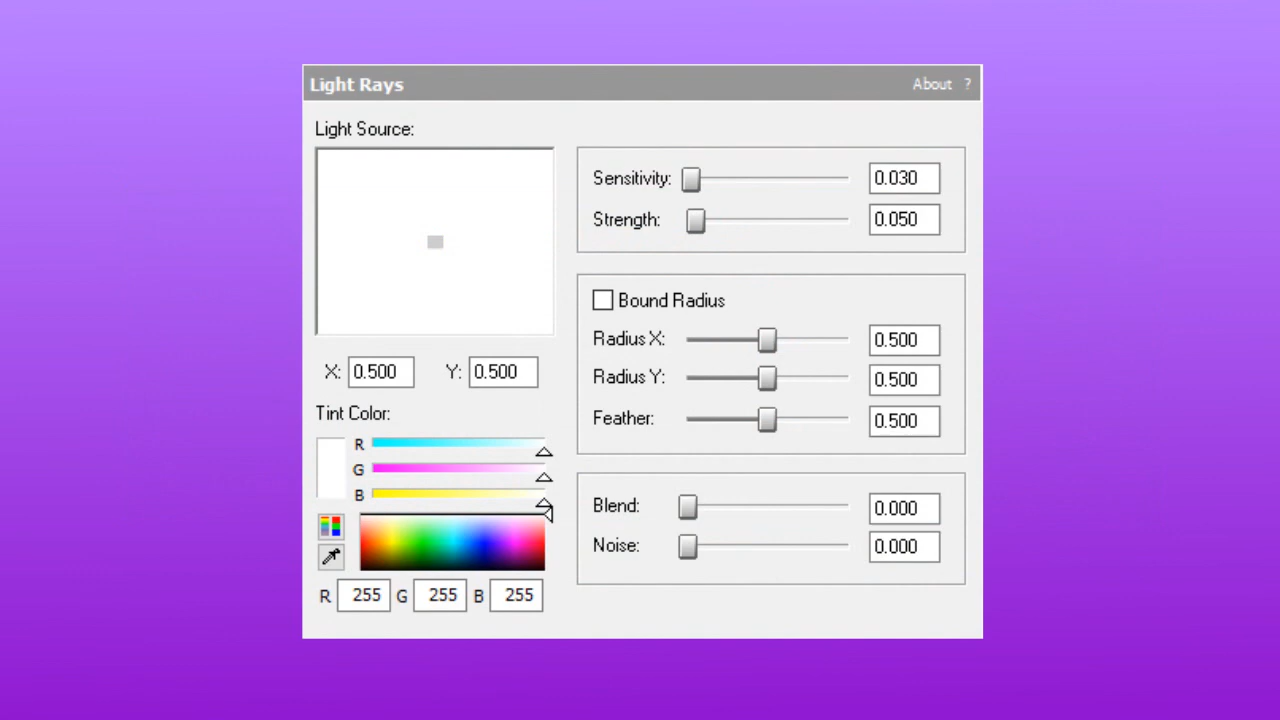 Light Rays About ?
Light Source:
Sensitivity: 0.030
Strength: 0.050
Bound Radius
Radius X: 0.500
Radius Y: 0.500
Feather: 0.500
X: 0.500 Y: 0.500
Tint Color:
R
G
B
Blend: 0.000
Noise: 0.000
R 255 G 255 B 255